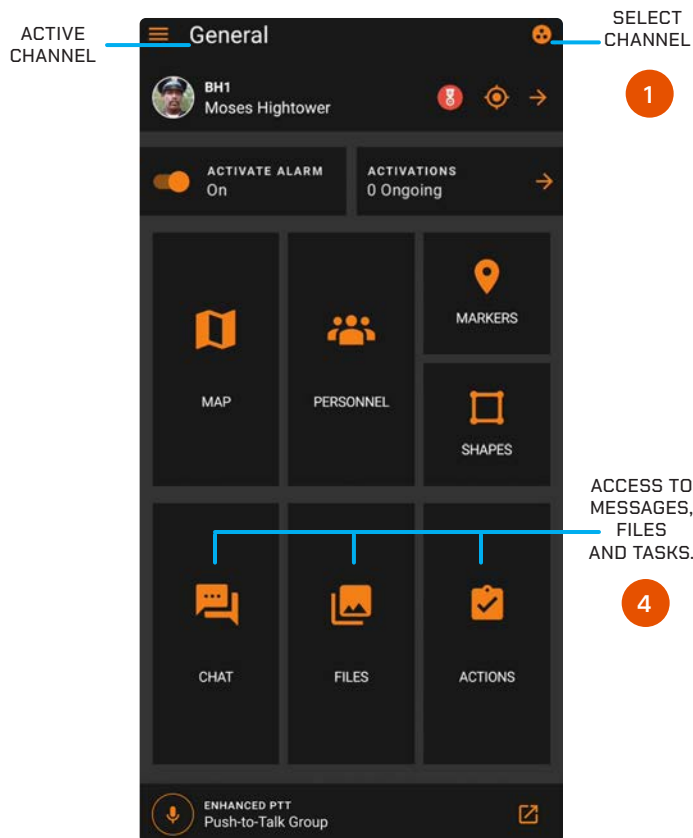 ACTIVE
CHANNEL
General
SELECT
CHANNEL
1
BH1
Moses Hightower
8
ACTIVATE ALARM
On
ACTIVATIONS
0 Ongoing
MAP
PERSONNEL
MARKERS
SHAPES
ACCESS TO
MESSAGES,
FILES
AND TASKS.
4
CHAT
FILES
ACTIONS
ENHANCED PTT
Push-to-Talk Group